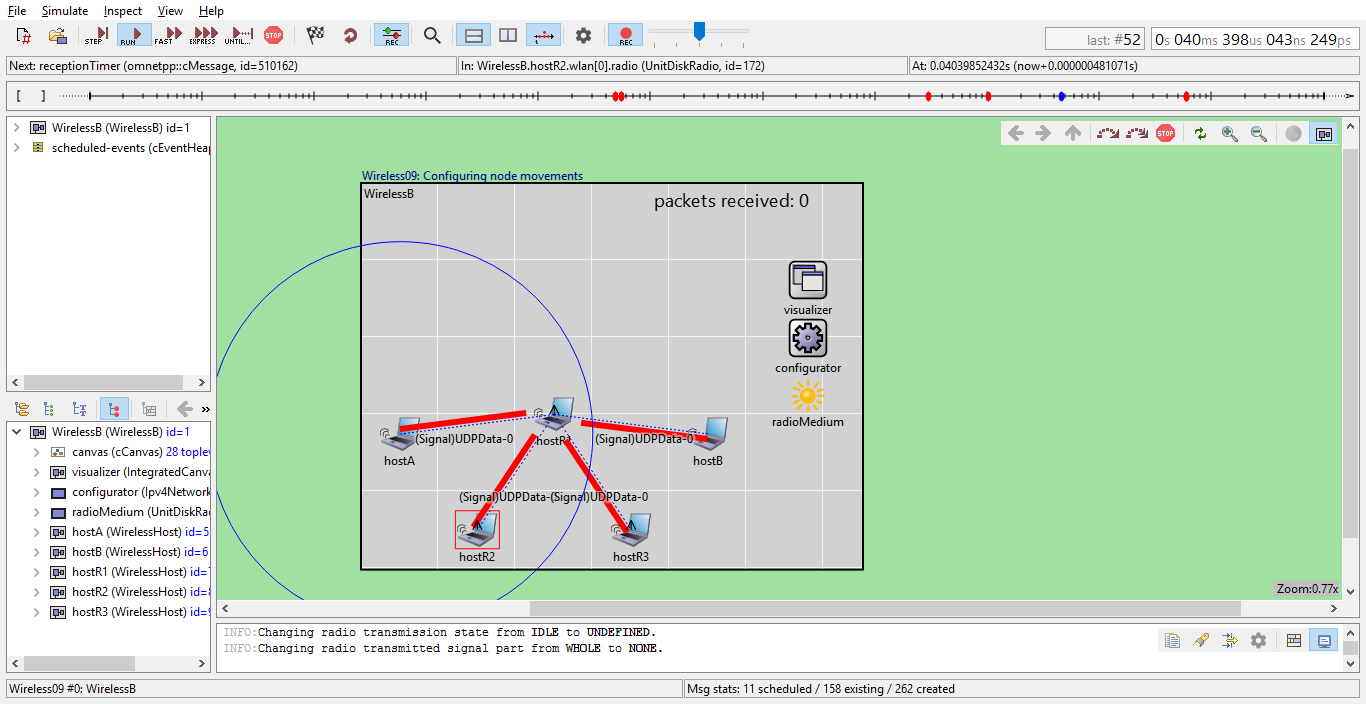 File Simulate Inspect View Help
STEP RUN FAST EXPRESS UNTIL... STOP REC REC
last: #52 0s 040ms 398us 043ns 249ps
Next: receptionTimer (omnetpp::cMessage, id=510162) In: WirelessB.hostR2.wlan[0].radio (UnitDiskRadio, id=172) At: 0.04039852432s (now+0.000000481071s)
[ ]
WirelessB (WirelessB) id=1
scheduled-events (cEventHeap
STOP
Wireless09: Configuring node movements
WirelessB
packets received: 0
visualizer
configurator
radioMedium
(Signal)UDPData-0
(Signal)UDPData-0
hostA
hostB
(Signal)UDPData-(Signal)UDPData-0
hostR2
hostR3
Zoom:0.77x
WirelessB (WirelessB) id=1
canvas (cCanvas) 28 toplev
visualizer (IntegratedCanva
configurator (Ipv4Network
radioMedium (UnitDiskRad
hostA (WirelessHost) id=5
hostB (WirelessHost) id=6
hostR1 (WirelessHost) id=
hostR2 (WirelessHost) id=
hostR3 (WirelessHost) id=
INFO:Changing radio transmission state from IDLE to UNDEFINED.
INFO:Changing radio transmitted signal part from WHOLE to NONE.
Wireless09 #0: WirelessB
Msg stats: 11 scheduled / 158 existing / 262 created